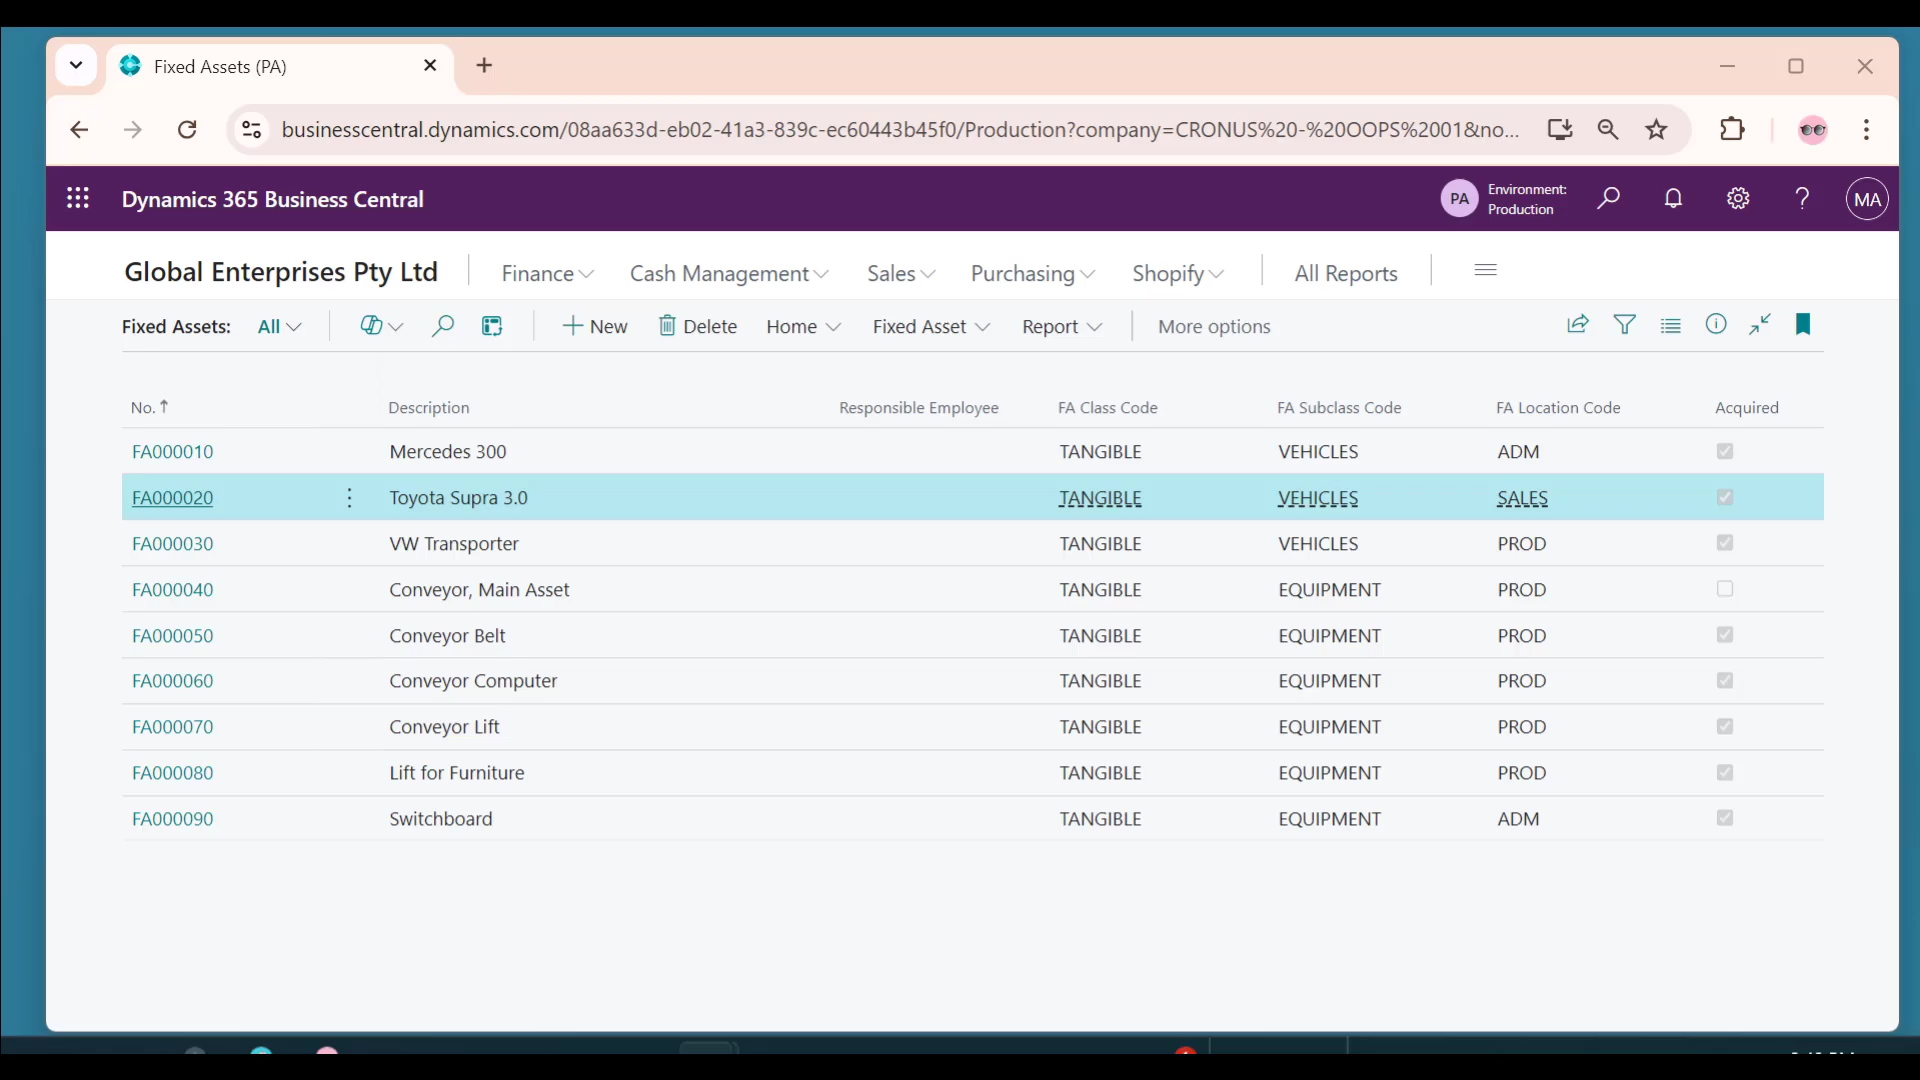 Fixed Assets (PA)
businesscentral.dynamics.com/08aa633d-eb02-41a3-839c-ec60443b45f0/Production?company=CRONUS%20-%20OOPS%2001&no...
Dynamics 365 Business Central
PA
Environment:
Production
?
MA
Global Enterprises Pty Ltd
Finance
Cash Management
Sales
Purchasing
Shopify
All Reports
Fixed Assets:
All
New
Delete
Home
Fixed Asset
Report
More options
No. ↑ Description Responsible Employee FA Class Code FA Subclass Code FA Location Code Acquired
FA000010 Mercedes 300 TANGIBLE VEHICLES ADM
FA000020 Toyota Supra 3.0 TANGIBLE VEHICLES SALES
FA000030 VW Transporter TANGIBLE VEHICLES PROD
FA000040 Conveyor, Main Asset TANGIBLE EQUIPMENT PROD
FA000050 Conveyor Belt TANGIBLE EQUIPMENT PROD
FA000060 Conveyor Computer TANGIBLE EQUIPMENT PROD
FA000070 Conveyor Lift TANGIBLE EQUIPMENT PROD
FA000080 Lift for Furniture TANGIBLE EQUIPMENT PROD
FA000090 Switchboard TANGIBLE EQUIPMENT ADM